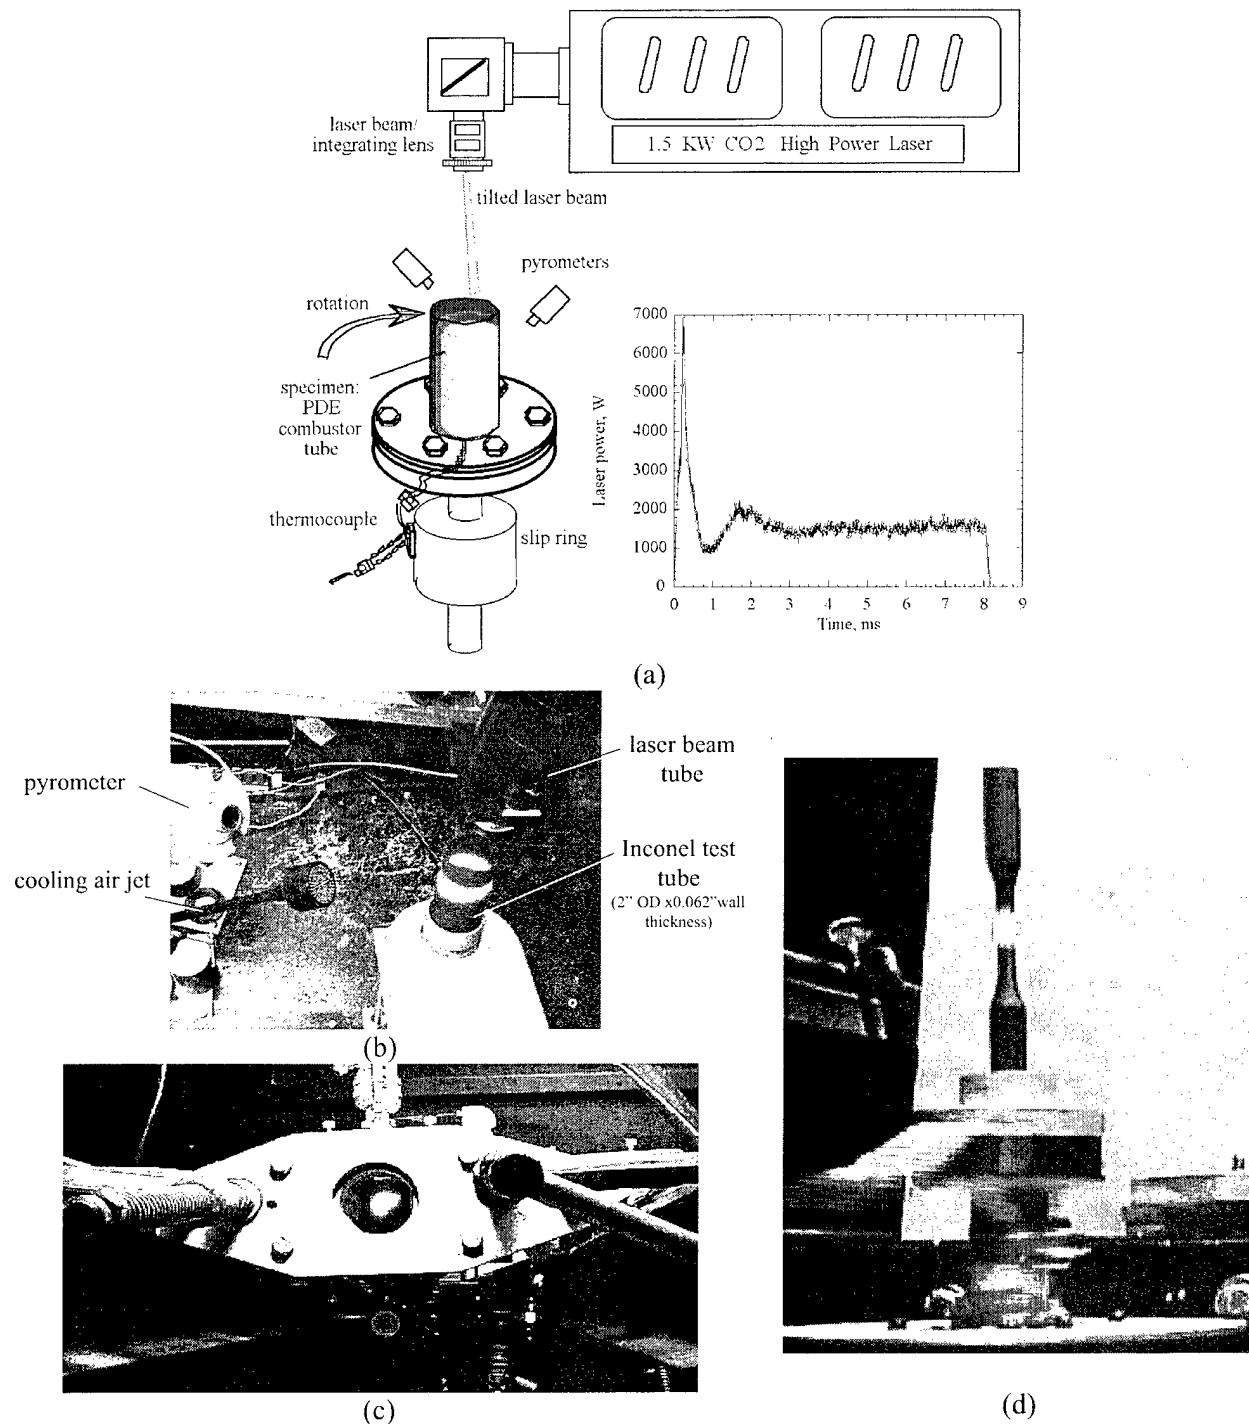 1.5 KW CO2 High Power Laser
laser beam/
integrating lens
tilted laser beam
pyrometers
rotation
specimen:
PDE
combustor
tube
thermocouple
slip ring
7000
6000
5000
4000
3000
2000
1000
0
Laser power, W
0 1 2 3 4 5 6 7 8 9
Time, ms
(a)
laser beam
tube
pyrometer
cooling air jet
Inconel test
tube
(2” OD x0.062”wall
thickness)
(b)
(c)
(d)